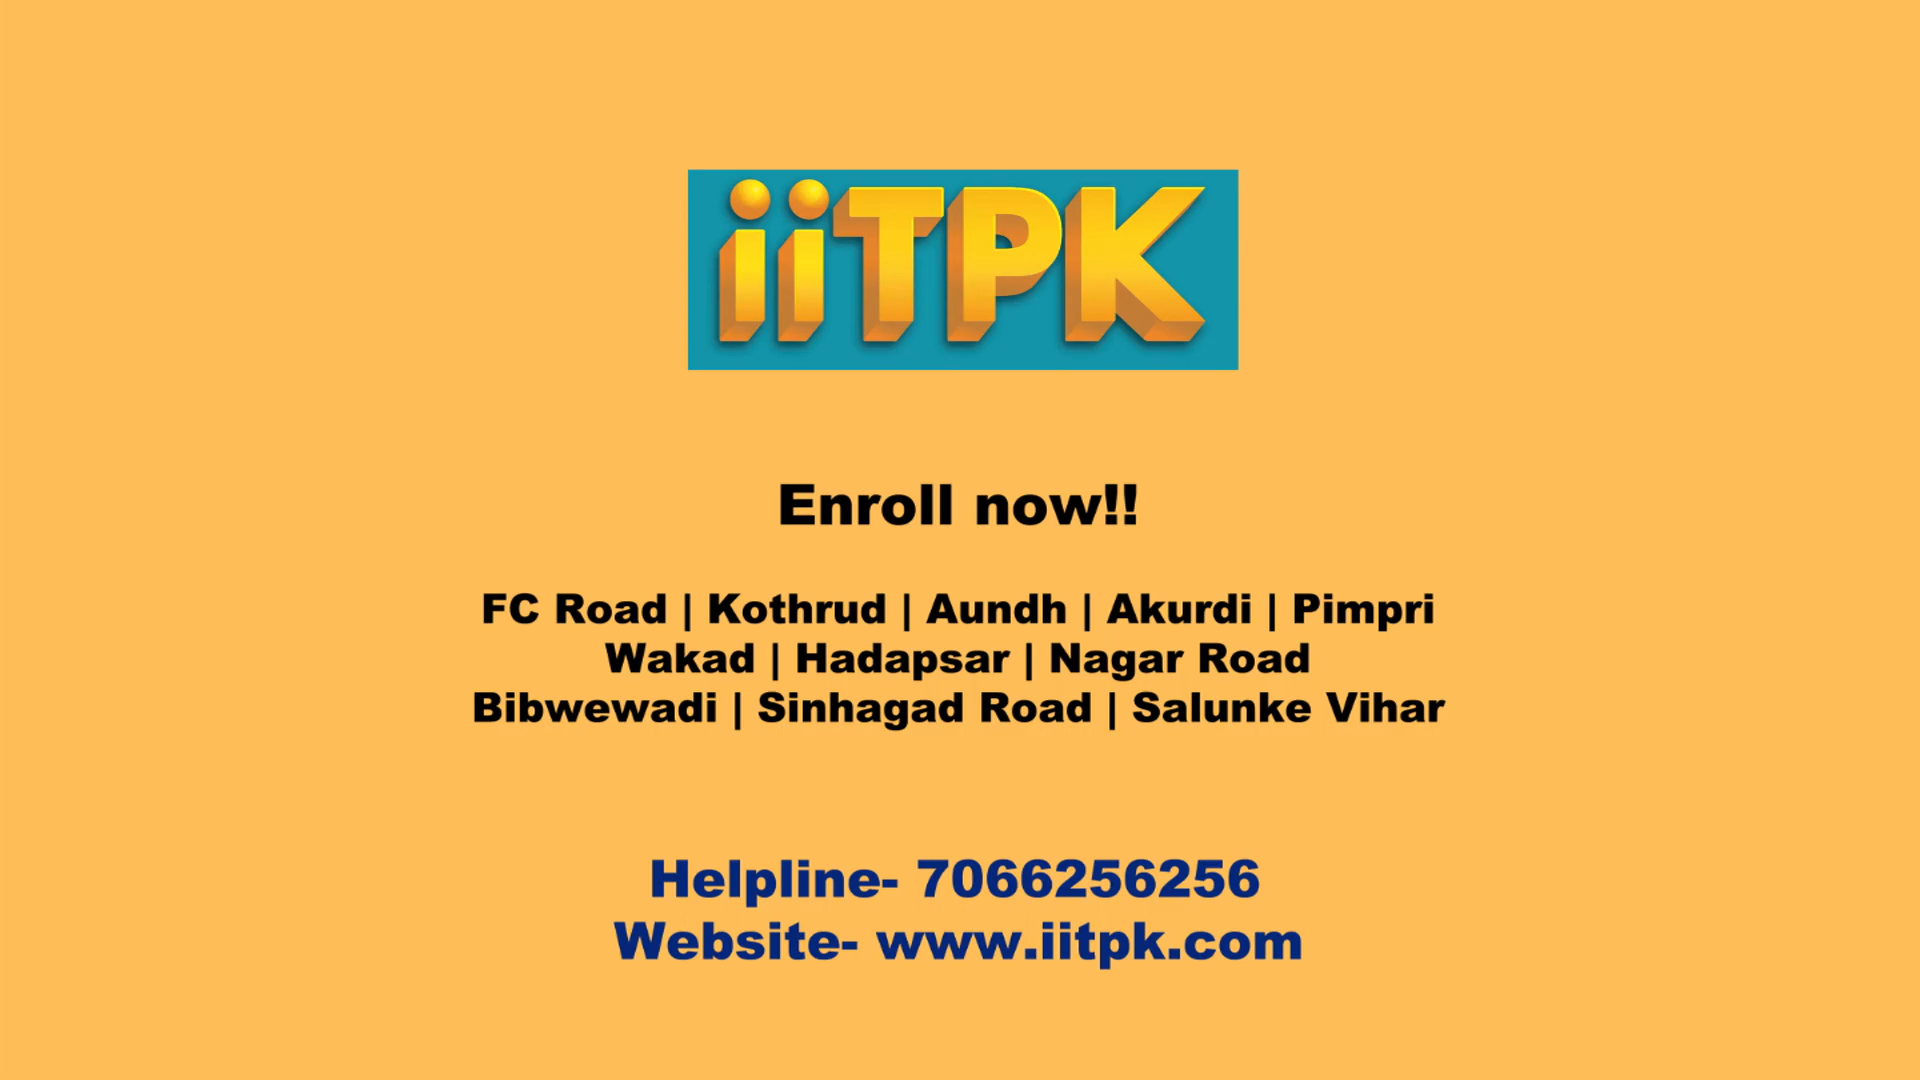 iiTPK
Enroll now!!
FC Road | Kothrud | Aundh | Akurdi | Pimpri
Wakad | Hadapsar | Nagar Road
Bibwewadi | Sinhagad Road | Salunke Vihar
Helpline- 7066256256
Website- www.iitpk.com